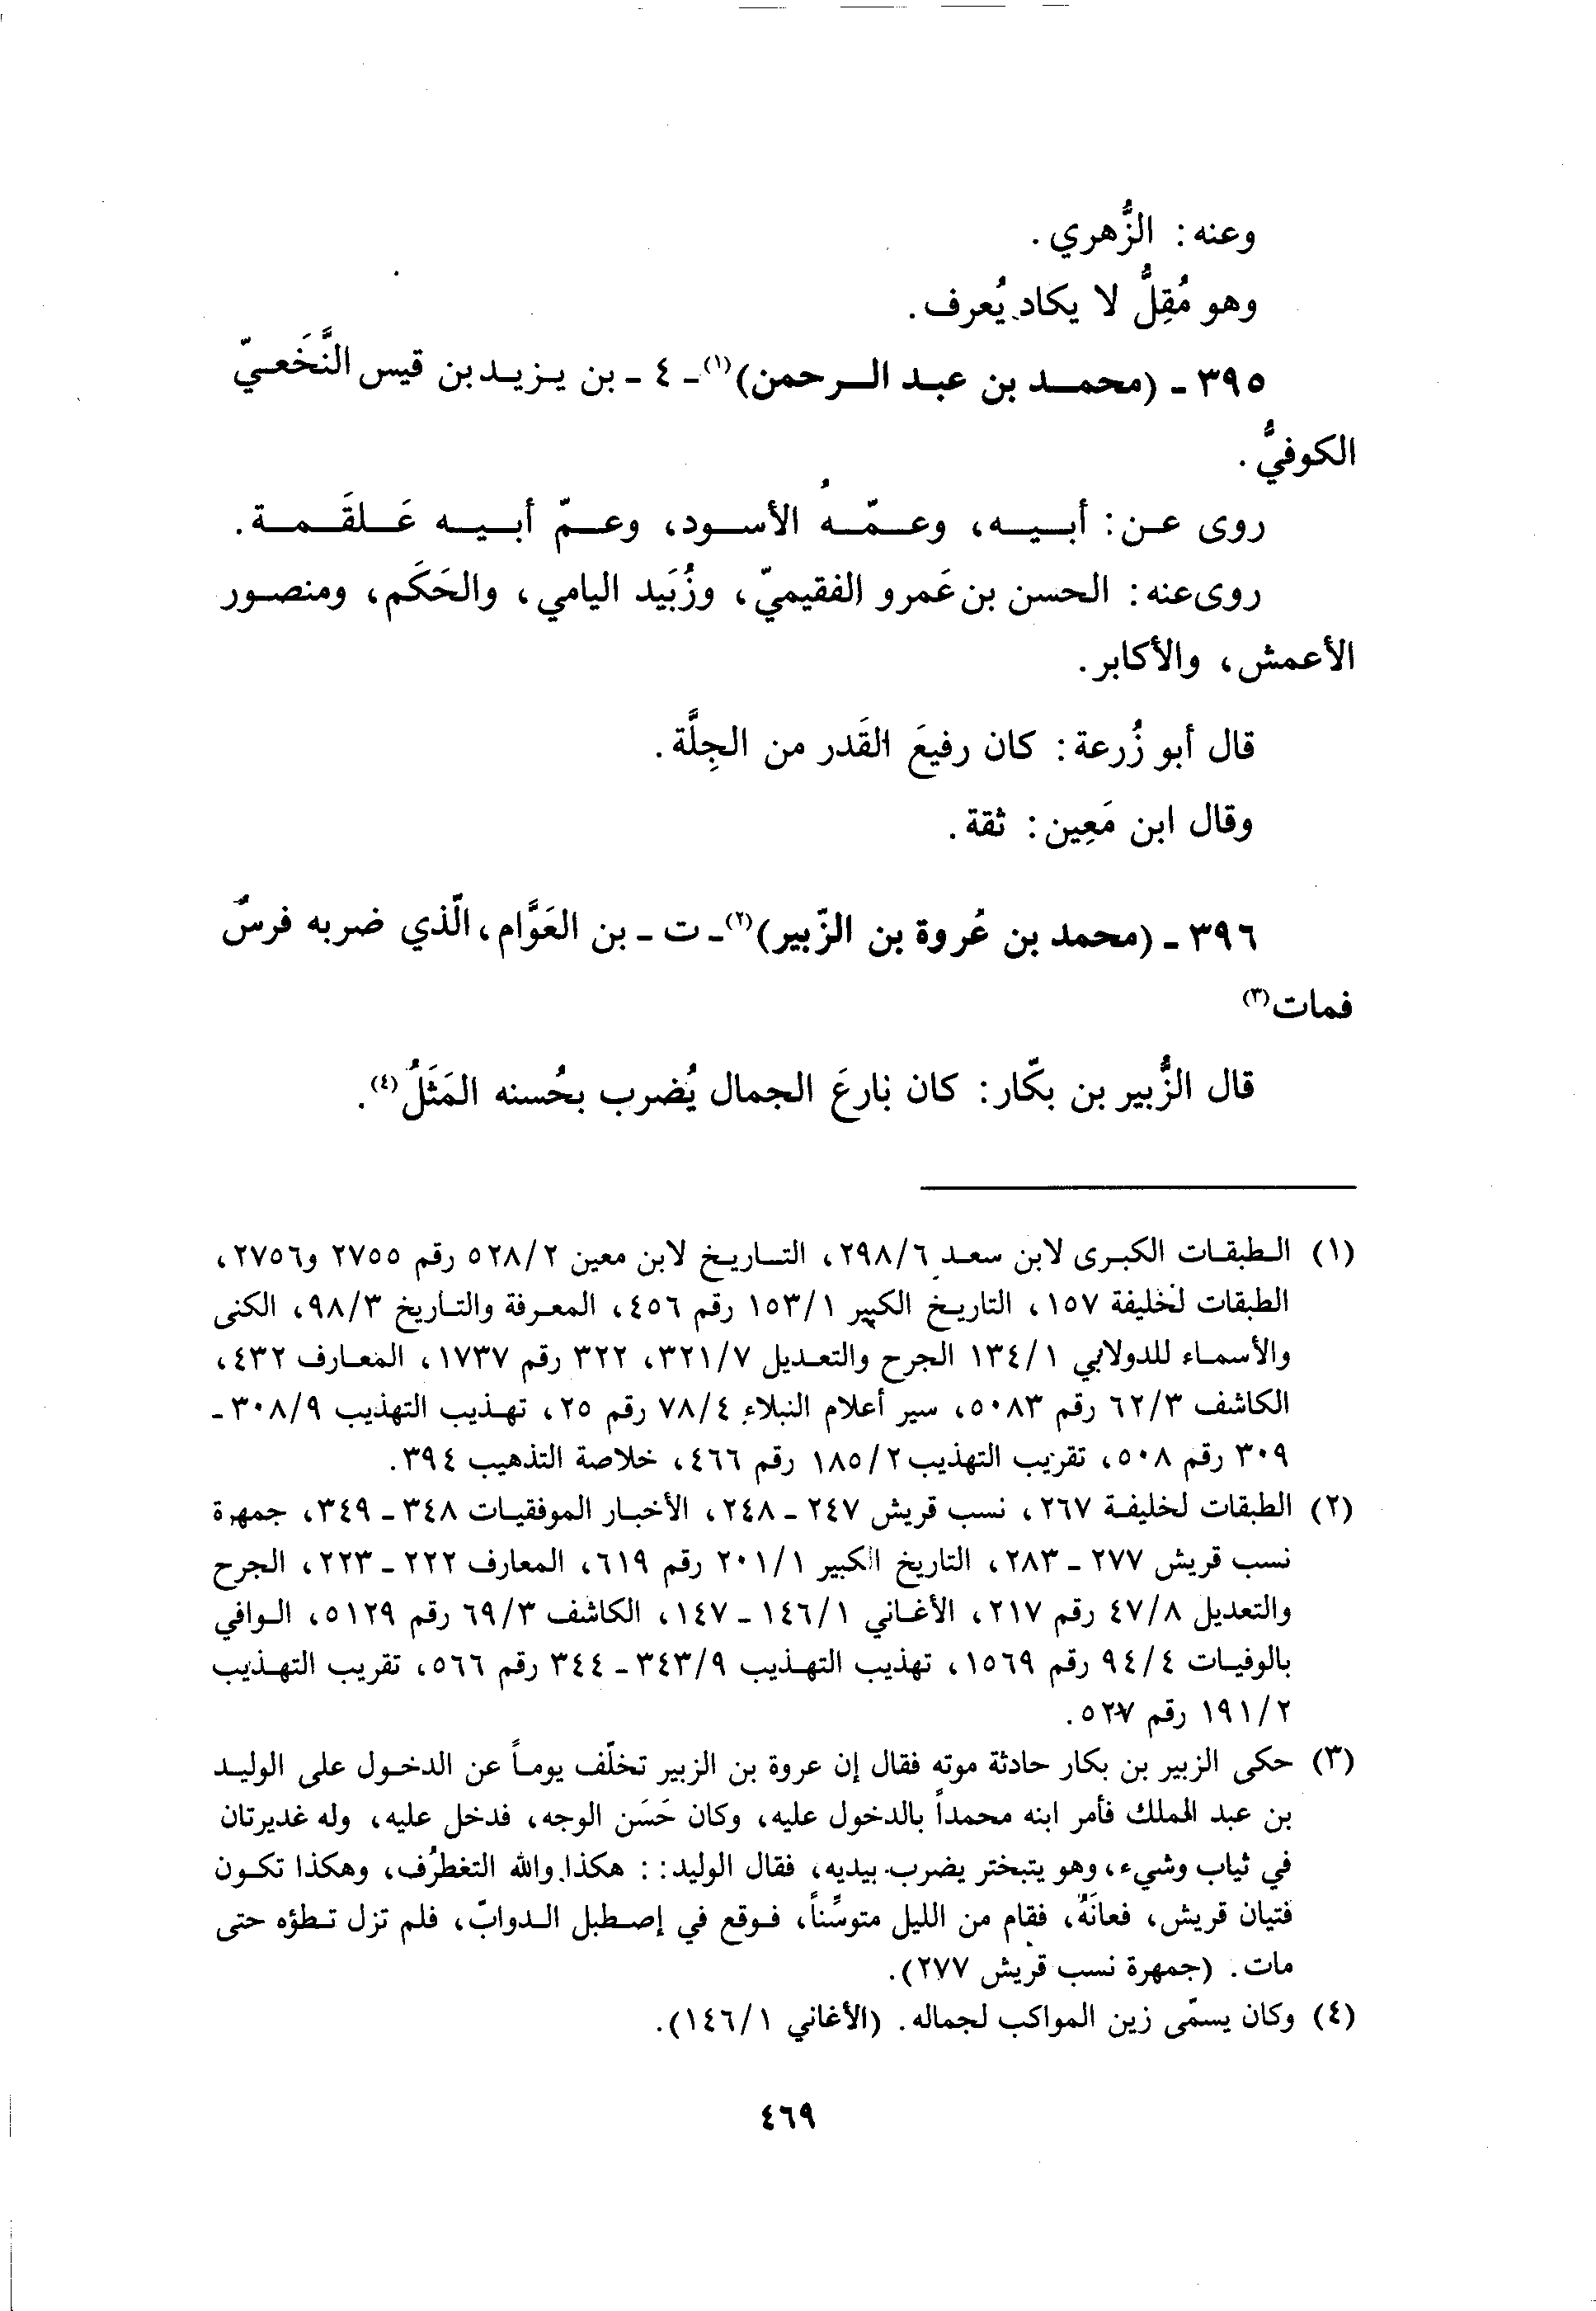 وعنه: الزُّهري.
وهو مُقِلٌّ لا يكاد يُعرف.
٣٩٥ ـ (محمـد بن عبد الـرحمن)(١)ـ ٤ ـ بن يـزيـد بن قيس النَّخَعيّ
الكوفيُّ.
روى عن: أبيه، وعمّهُ الأسود، وعمّ أبيه عَلقَمة.
روى عنه: الحسن بن عَمرو الفقيميّ، وزُبَيد اليامي، والحَكَم، ومنصور
الأعمش، والأكابر.
قال أبو زُرعة: كان رفيعَ القَدر من الجِلَّة.
وقال ابن مَعِين: ثقة.
٣٩٦ ـ (محمد بن عُروة بن الزّبير)(٢)ـ ت ـ بن العَوَّام، الّذي ضربه فرسٌ
فمات(٣)
قال الزُّبير بن بكّار: كان بارعَ الجمال يُضرب بحُسنه المَثَلُ(٤).
(١) الطبقات الكبرى لابن سعد ٢٩٨/٦، التاريخ لابن معين ٥٢٨/٢ رقم ٢٧٥٥ و٢٧٥٦،
الطبقات لخليفة ١٥٧، التاريخ الكبير ١٥٣/١ رقم ٤٥٦، المعرفة والتاريخ ٩٨/٣، الكنى
والأسماء للدولابي ١٣٤/١ الجرح والتعديل ٣٢١/٧، ٣٢٢ رقم ١٧٣٧، المعارف ٤٣٢،
الكاشف ٦٢/٣ رقم ٥٠٨٣، سير أعلام النبلاء ٧٨/٤ رقم ٢٥، تهذيب التهذيب ٣٠٨/٩ ـ
٣٠٩ رقم ٥٠٨، تقريب التهذيب ١٨٥/٢ رقم ٤٦٦، خلاصة التذهيب ٣٩٤.
(٢) الطبقات لخليفة ٢٦٧، نسب قريش ٢٤٧ ـ ٢٤٨، الأخبار الموفقيات ٣٤٨ ـ ٣٤٩، جمهرة
نسب قريش ٢٧٧ ـ ٢٨٣، التاريخ الكبير ٢٠١/١ رقم ٦١٩، المعارف ٢٢٢ ـ ٢٢٣، الجرح
والتعديل ٤٧/٨ رقم ٢١٧، الأغاني ١٤٦/١ ـ ١٤٧، الكاشف ٦٩/٣ رقم ٥١٢٩، الوافي
بالوفيات ٩٤/٤ رقم ١٥٦٩، تهذيب التهذيب ٣٤٣/٩ ـ ٣٤٤ رقم ٥٦٦، تقريب التهذيب
١٩١/٢ رقم ٥٢٧.
(٣) حكى الزبير بن بكار حادثة موته فقال إن عروة بن الزبير تخلّف يوماً عن الدخول على الوليد
بن عبد الملك فأمر ابنه محمداً بالدخول عليه، وكان حَسَن الوجه، فدخل عليه، وله غديرتان
في ثياب وشيء، وهو يتبختر يضرب بيديه، فقال الوليد: : هكذا والله التغطرُف، وهكذا تكون
فتيان قريش، فعانَهُ، فقام من الليل متوسّناً، فوقع في إصطبل الدوابّ، فلم تزل تطؤه حتى
مات. (جمهرة نسب قريش ٢٧٧).
(٤) وكان يسمّى زين المواكب لجماله. (الأغاني ١٤٦/١).
٤٦٩